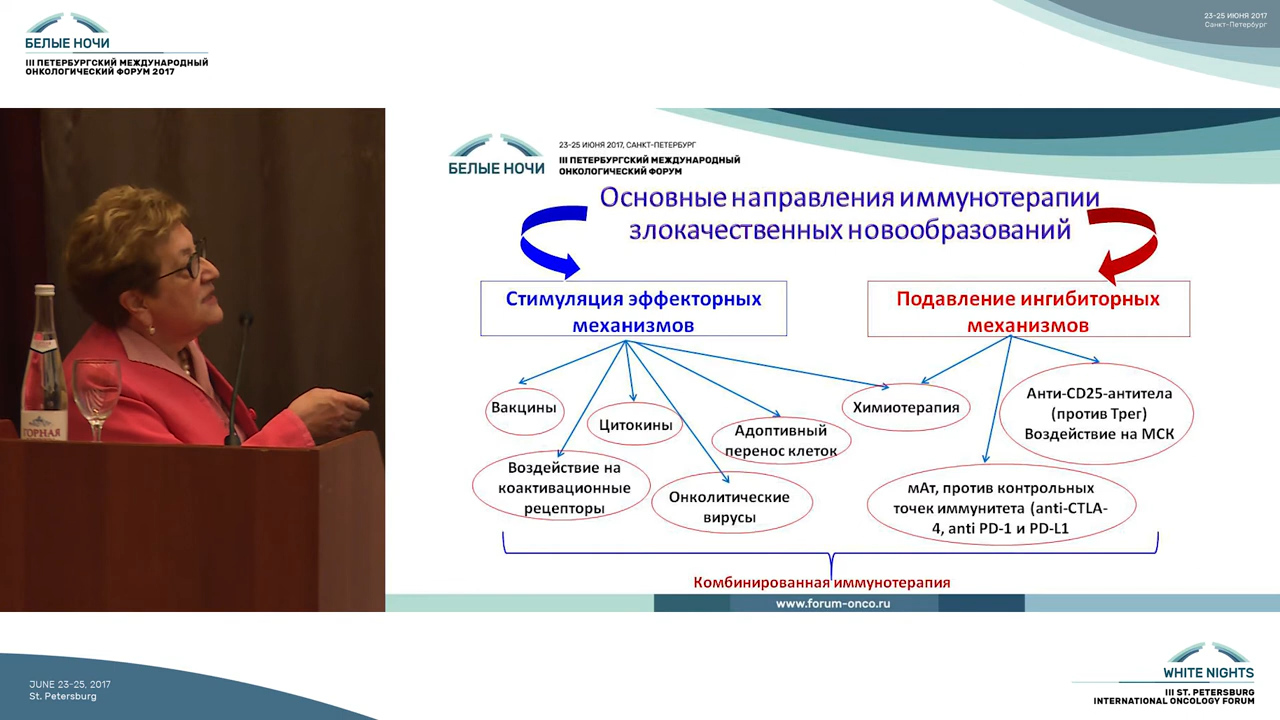 БЕЛЫЕ НОЧИ
III ПЕТЕРБУРГСКИЙ МЕЖДУНАРОДНЫЙ
ОНКОЛОГИЧЕСКИЙ ФОРУМ 2017
23-25 ИЮНЯ 2017
Санкт-Петербург
БЕЛЫЕ НОЧИ
23-25 ИЮНЯ 2017, САНКТ-ПЕТЕРБУРГ
III ПЕТЕРБУРГСКИЙ МЕЖДУНАРОДНЫЙ
ОНКОЛОГИЧЕСКИЙ ФОРУМ
Основные направления иммунотерапии
злокачественных новообразований
Стимуляция эффекторных
механизмов
Подавление ингибиторных
механизмов
Вакцины
Цитокины
Адоптивный
перенос клеток
Химиотерапия
Анти-CD25-антитела
(против Трег)
Воздействие на МСК
Воздействие на
коактивационные
рецепторы
Онколитические
вирусы
мАт, против контрольных
точек иммунитета (anti-CTLA-
4, anti PD-1 и PD-L1
Комбинированная иммунотерапия
www.forum-onco.ru
ГОРНАЯ
JUNE 23-25, 2017
St. Petersburg
WHITE NIGHTS
III ST. PETERSBURG
INTERNATIONAL ONCOLOGY FORUM